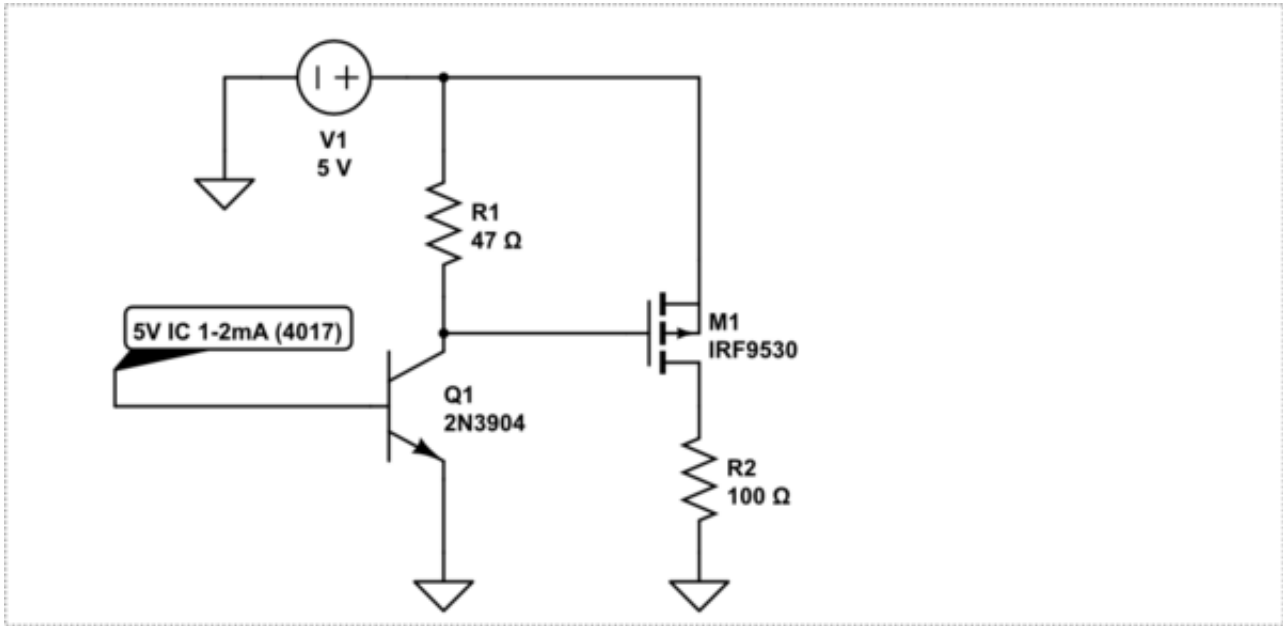 V1
5 V
R1
47 Ω
5V IC 1-2mA (4017)
M1
IRF9530
Q1
2N3904
R2
100 Ω